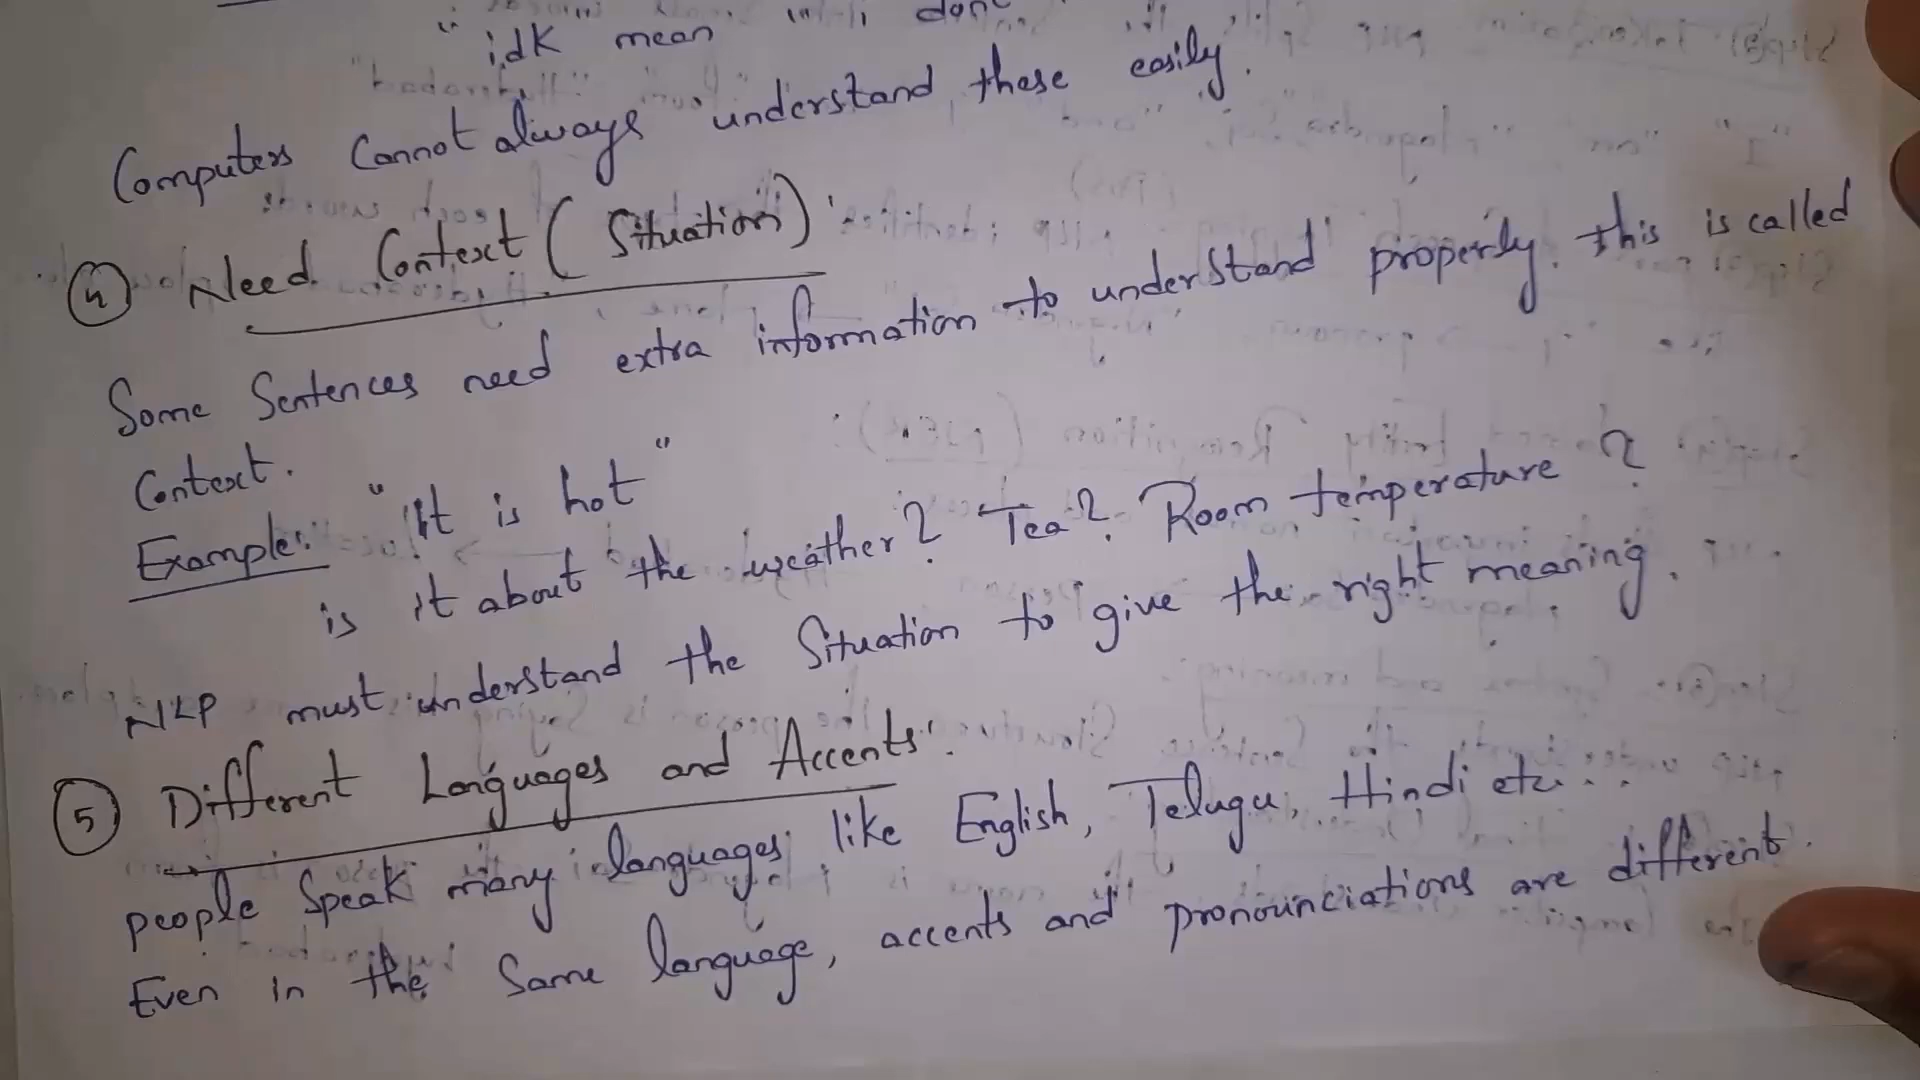 " idk mean
Computers Cannot always understand these easily.
④ Need Context (Situation):
Some Sentences need extra information to understand properly. this is called
Context.
Example: "It is hot"
is it about the weather? Tea? Room temperature?
NLP must understand the Situation to give the right meaning.
⑤ Different Languages and Accents:
people Speak many languages like English, Telugu, Hindi etc..
Even in the Same language, accents and pronounciations are different.